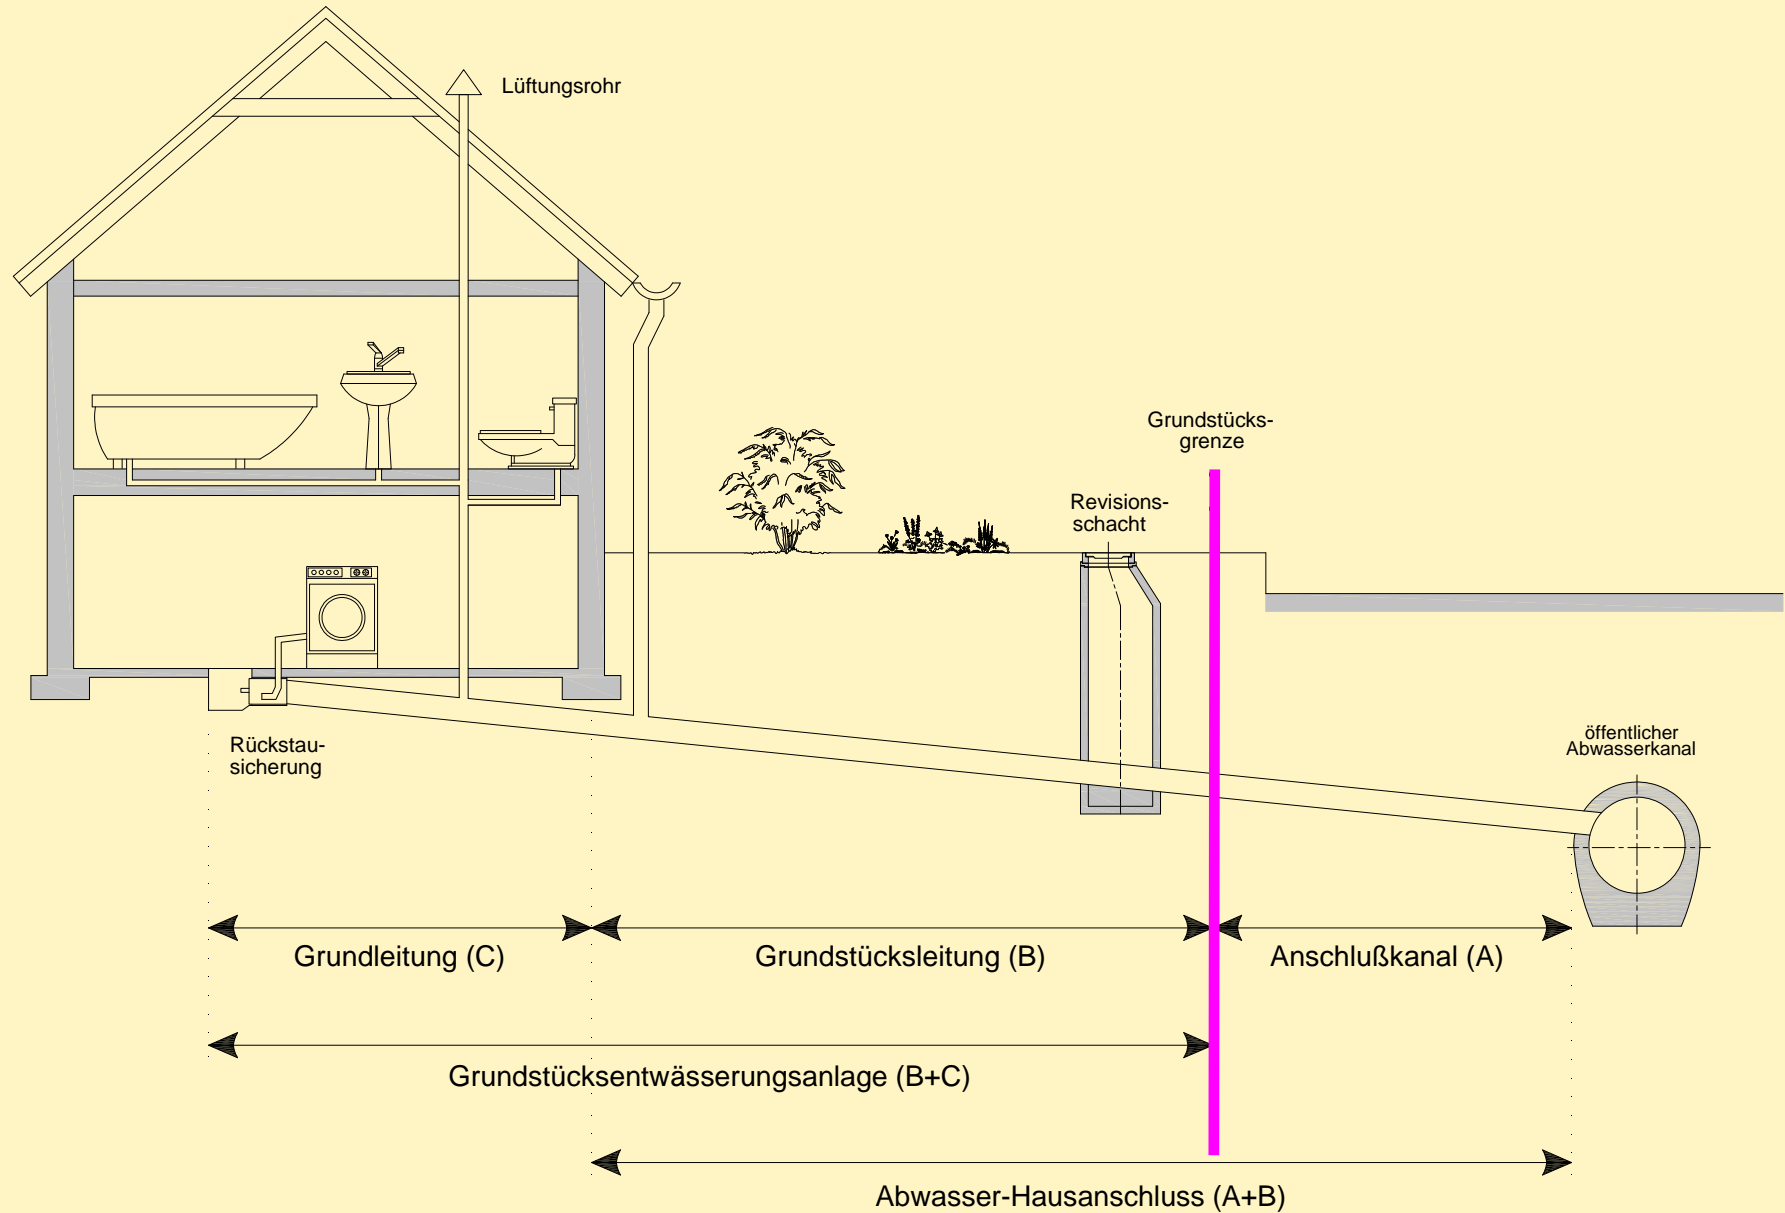 Lüftungsrohr
Grundstücks-
grenze
Revisions-
schacht
Rückstau-
sicherung
öffentlicher
Abwasserkanal
Grundleitung (C)
Grundstücksleitung (B)
Anschlußkanal (A)
Grundstücksentwässerungsanlage (B+C)
Abwasser-Hausanschluss (A+B)